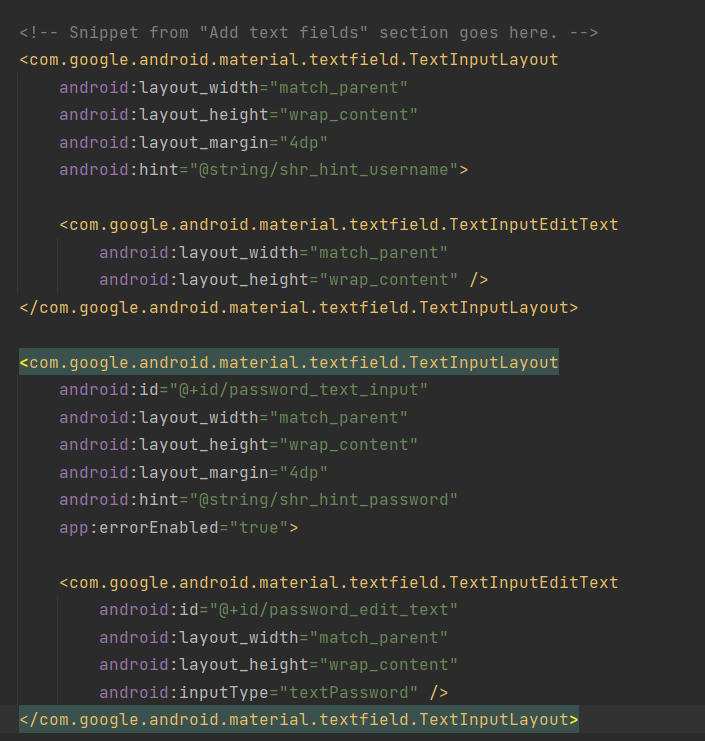 <!-- Snippet from "Add text fields" section goes here. -->
<com.google.android.material.textfield.TextInputLayout
    android:layout_width="match_parent"
    android:layout_height="wrap_content"
    android:layout_margin="4dp"
    android:hint="@string/shr_hint_username">

    <com.google.android.material.textfield.TextInputEditText
        android:layout_width="match_parent"
        android:layout_height="wrap_content" />
</com.google.android.material.textfield.TextInputLayout>

<com.google.android.material.textfield.TextInputLayout
    android:id="@+id/password_text_input"
    android:layout_width="match_parent"
    android:layout_height="wrap_content"
    android:layout_margin="4dp"
    android:hint="@string/shr_hint_password"
    app:errorEnabled="true">

    <com.google.android.material.textfield.TextInputEditText
        android:id="@+id/password_edit_text"
        android:layout_width="match_parent"
        android:layout_height="wrap_content"
        android:inputType="textPassword" />
</com.google.android.material.textfield.TextInputLayout>